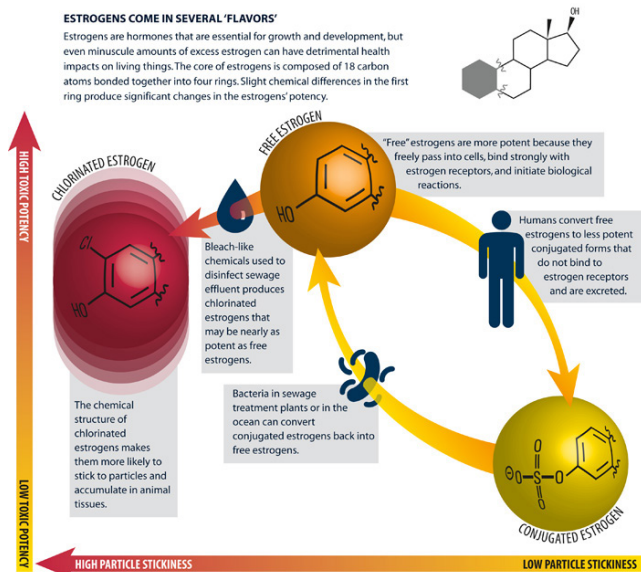 ESTROGENS COME IN SEVERAL 'FLAVORS'
Estrogens are hormones that are essential for growth and development, but
even minuscule amounts of excess estrogen can have detrimental health
impacts on living things. The core of estrogens is composed of 18 carbon
atoms bonded together into four rings. Slight chemical differences in the first
ring produce significant changes in the estrogens' potency.
OH
HIGH TOXIC POTENCY
LOW TOXIC POTENCY
CHLORINATED ESTROGEN
Cl
HO
FREE ESTROGEN
HO
"Free" estrogens are more potent because they
freely pass into cells, bind strongly with
estrogen receptors, and initiate biological
reactions.
Humans convert free
estrogens to less potent
conjugated forms that
do not bind to
estrogen receptors
and are excreted.
Bleach-like
chemicals used to
disinfect sewage
effluent produces
chlorinated
estrogens that
may be nearly as
potent as free
estrogens.
Bacteria in sewage
treatment plants or in the
ocean can convert
conjugated estrogens back into
free estrogens.
The chemical
structure of
chlorinated
estrogens makes
them more likely to
stick to particles and
accumulate in animal
tissues.
O
⊖O-S-O
O
CONJUGATED ESTROGEN
HIGH PARTICLE STICKINESS
LOW PARTICLE STICKINESS